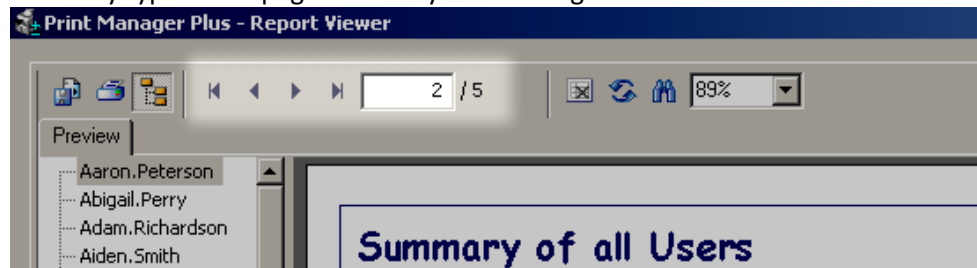 Print Manager Plus - Report Viewer
2 / 5
89%
Preview
Aaron.Peterson
Abigail.Perry
Adam.Richardson
Aiden.Smith
Summary of all Users